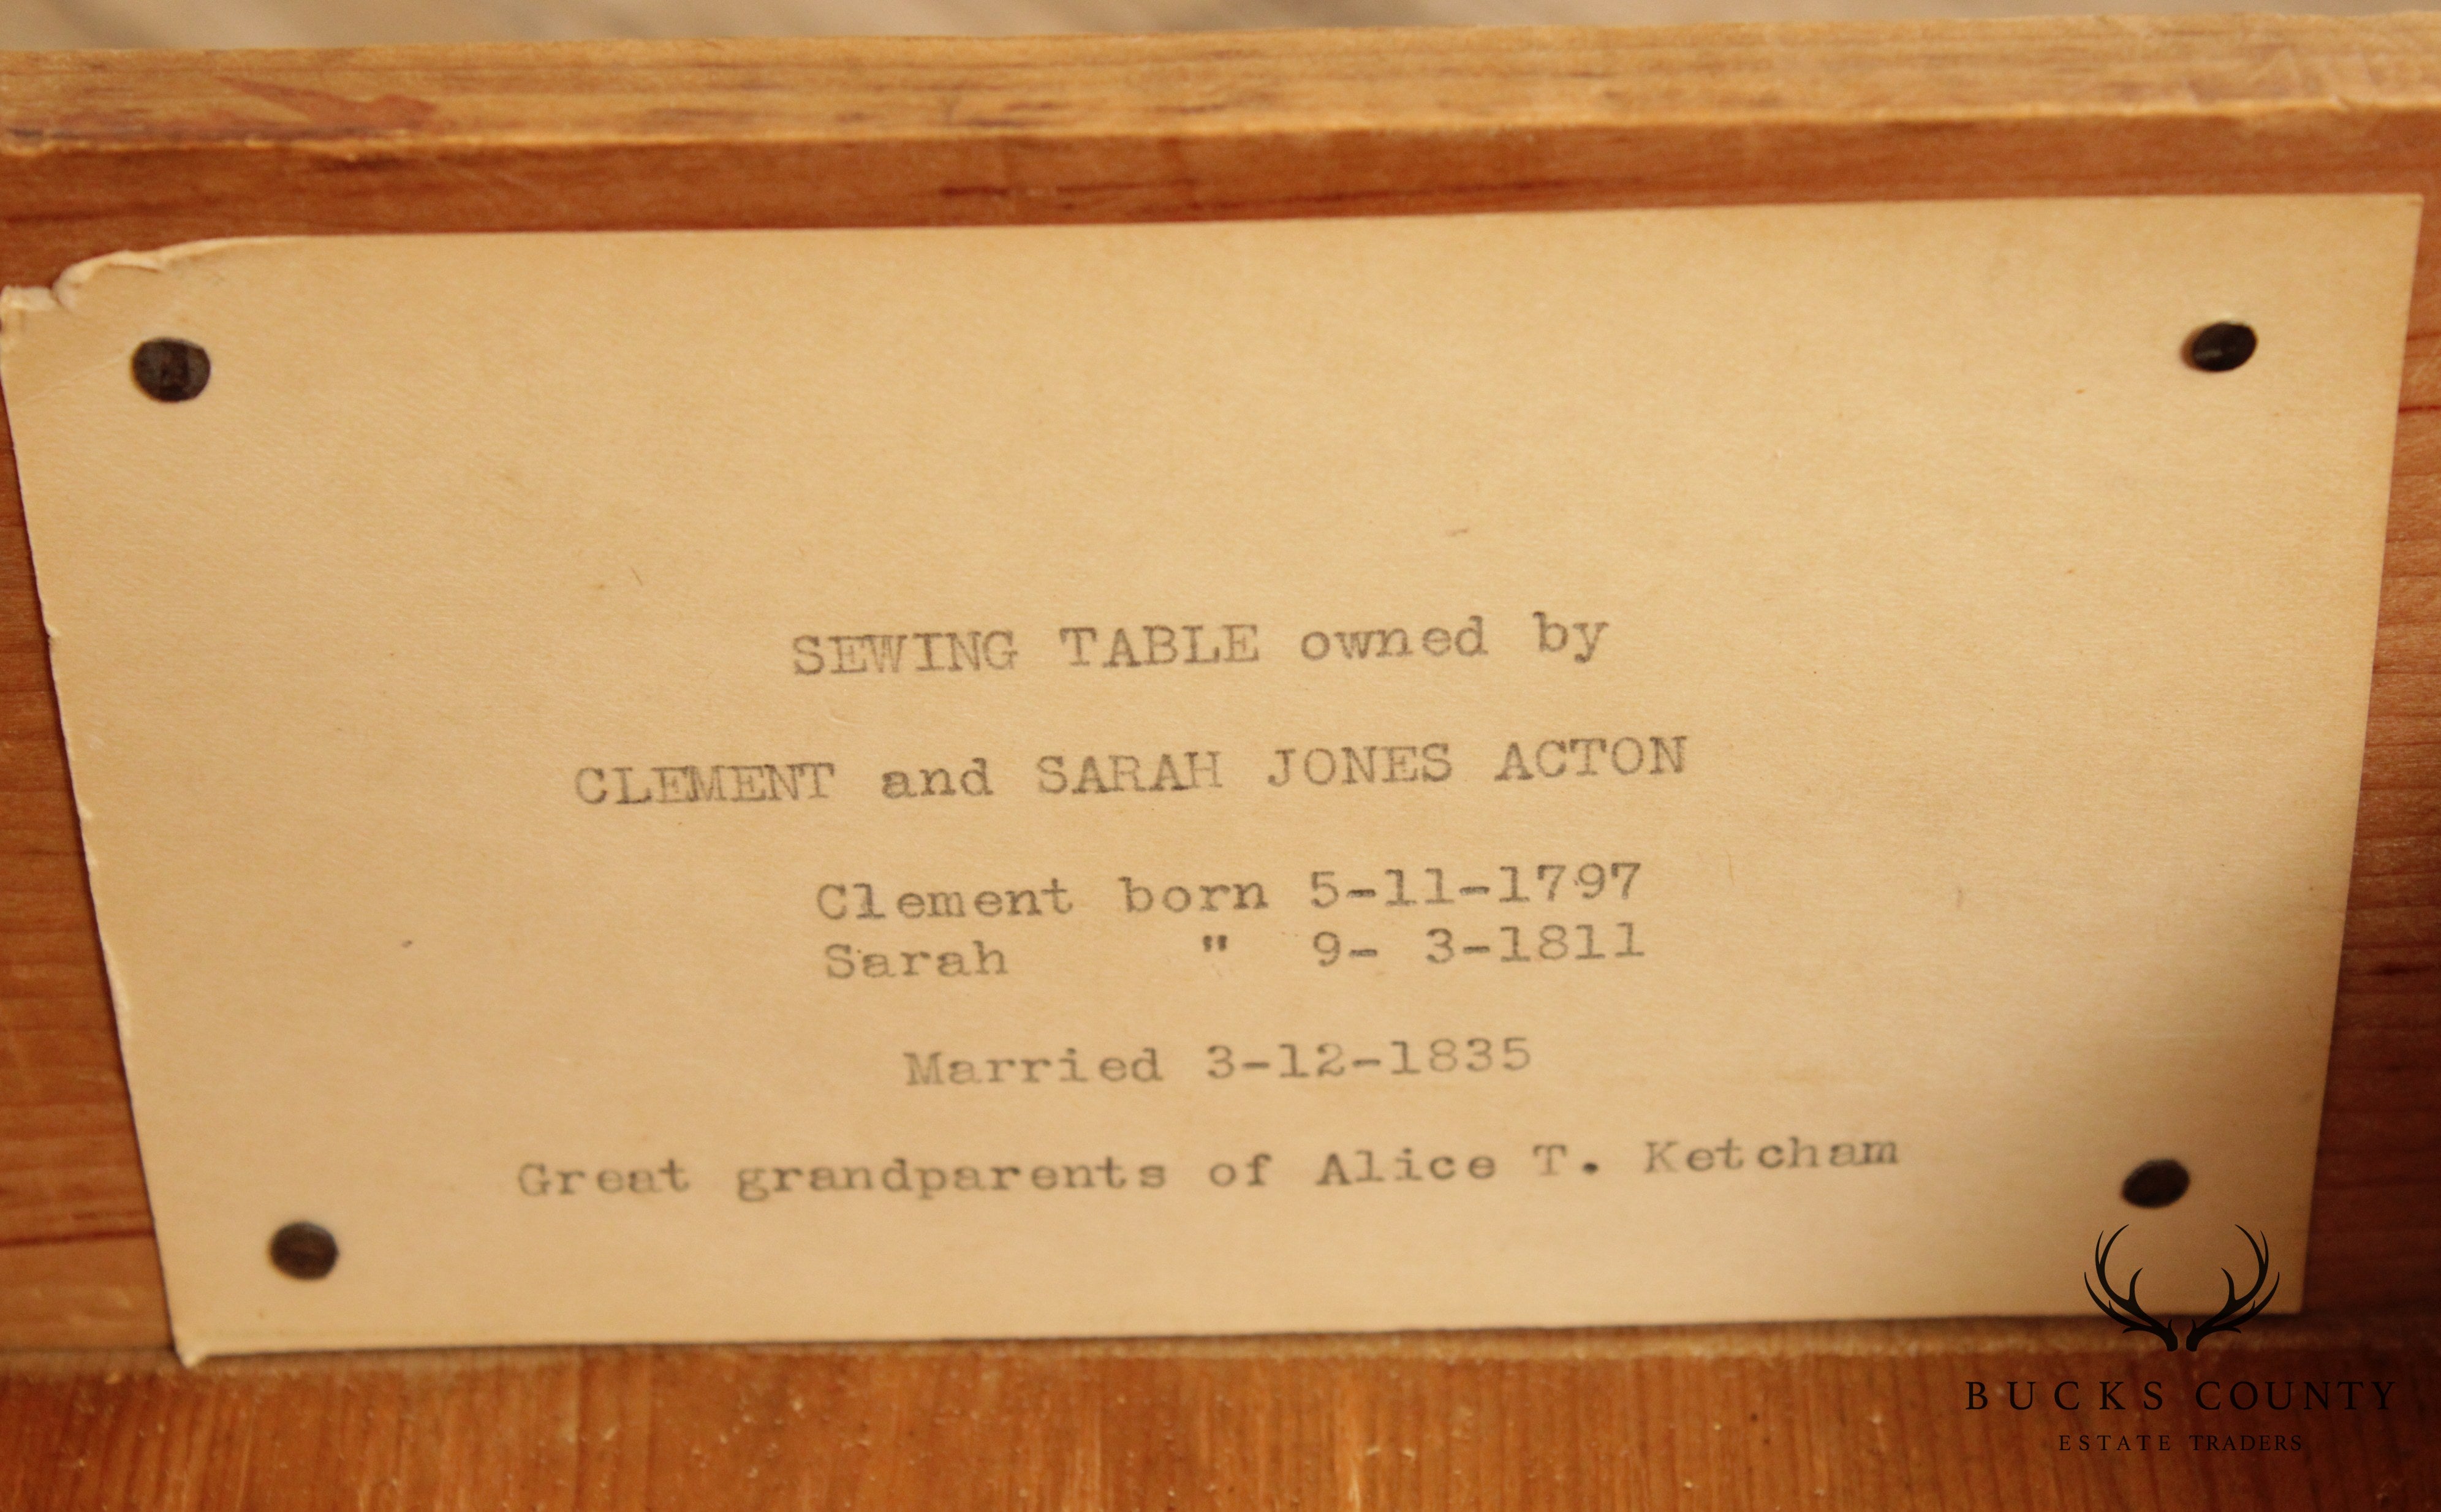 SEWING TABLE owned by
CLEMENT and SARAH JONES ACTON
Clement born 5-11-1797
Sarah " 9- 3-1811
Married 3-12-1835
Great grandparents of Alice T. Ketcham
BUCKS COUNTY
ESTATE TRADERS